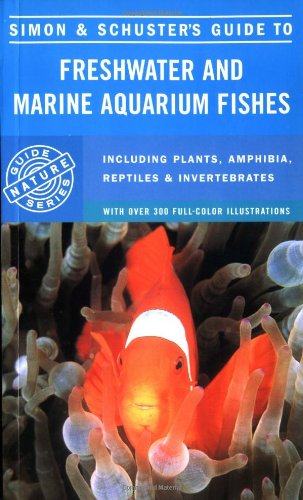 SIMON & SCHUSTER'S GUIDE TO
FRESHWATER AND
MARINE AQUARIUM FISHES
GUIDE
NATURE
SERIES
INCLUDING PLANTS, AMPHIBIA,
REPTILES & INVERTEBRATES
WITH OVER 300 FULL-COLOR ILLUSTRATIONS